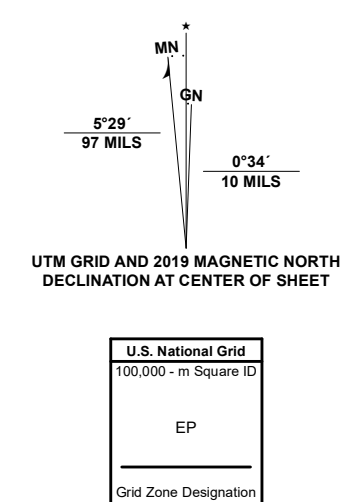 MN
GN
5°29´
97 MILS
0°34´
10 MILS
UTM GRID AND 2019 MAGNETIC NORTH
DECLINATION AT CENTER OF SHEET
U.S. National Grid
100,000 - m Square ID
EP
Grid Zone Designation